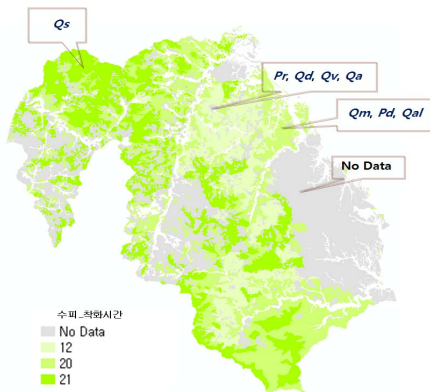 Qs
Pr, Qd, Qv, Qa
Qm, Pd, Qal
No Data
수피_착화시간
No Data
12
20
21